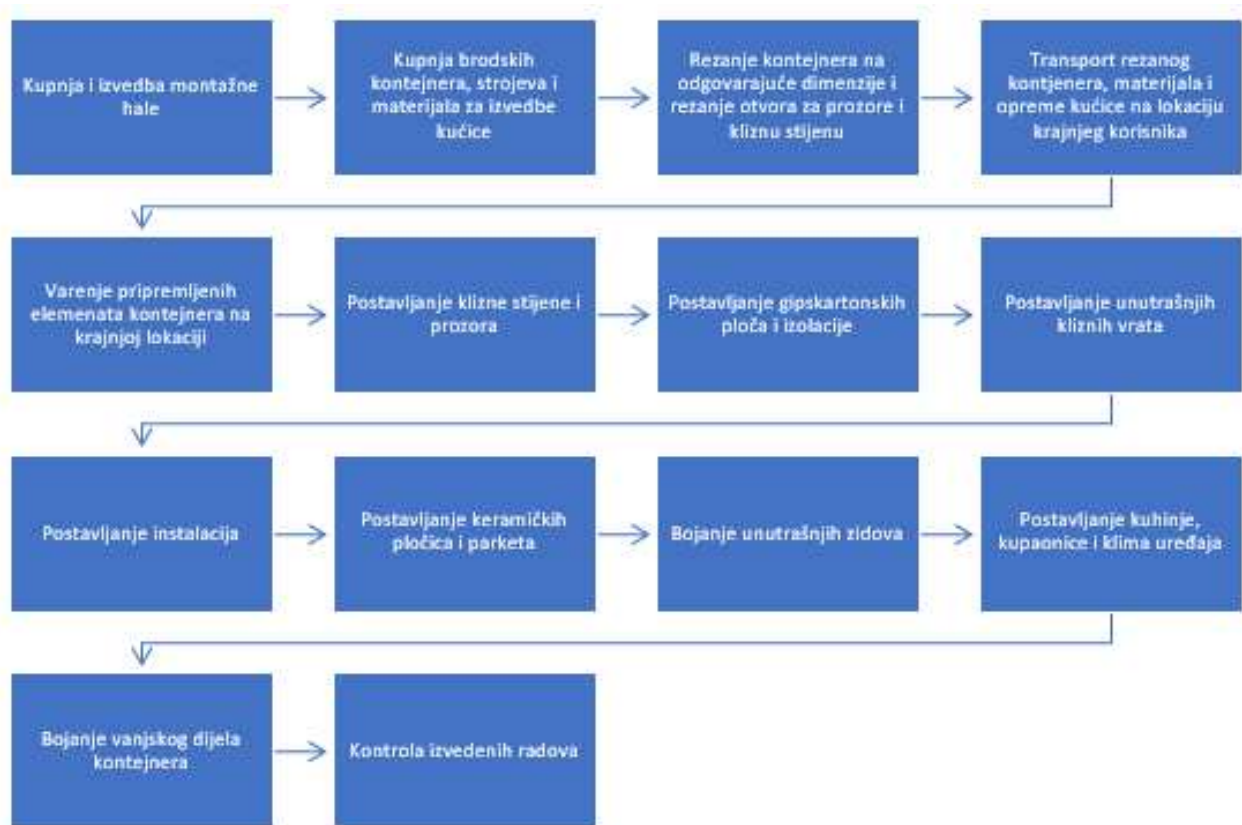 Kupnja i izvedba montažne
hale
Kupnja brodskih
kontejnera, strojeva i
materijala za izvedbe
kućice
Rezanje kontejnera na
odgovarajuće dimenzije i
rezanje otvora za prozore i
kliznu stijenu
Transport rezanog
kontjenera, materijala i
opreme kućice na lokaciju
krajnjeg korisnika
Varenje pripremljenih
elemenata kontejnera na
krajnjoj lokaciji
Postavljanje klizne stijene i
prozora
Postavljanje gipskartonskih
ploča i izolacije
Postavljanje unutrašnjih
kliznih vrata
Postavljanje instalacija
Postavljanje keramičkih
pločica i parketa
Bojanje unutrašnjih zidova
Postavljanje kuhinje,
kupaonice i klima uređaja
Bojanje vanjskog dijela
kontejnera
Kontrola izvedenih radova